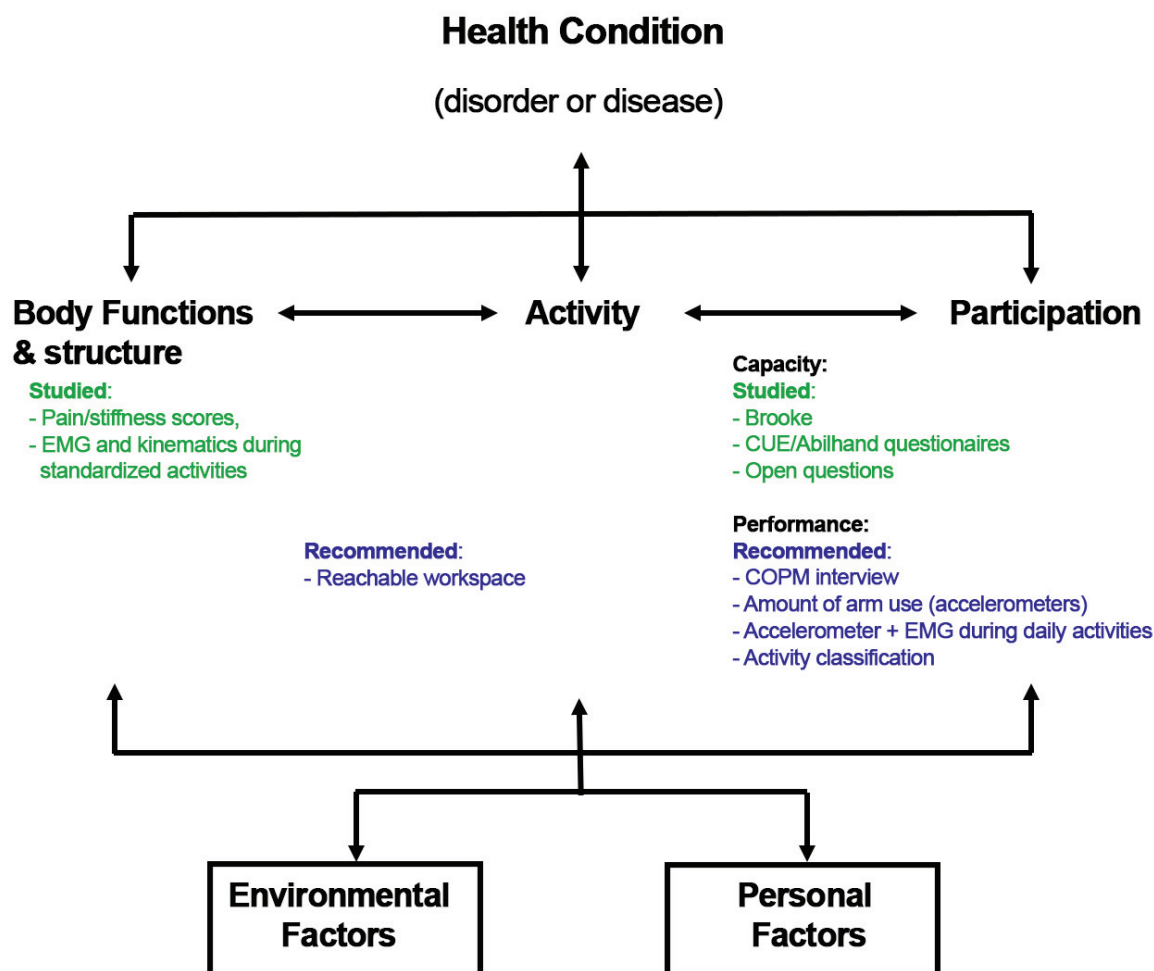 Health Condition
(disorder or disease)
Body Functions
& structure
Studied:
- Pain/stiffness scores,
- EMG and kinematics during
standardized activities
Activity
Recommended:
- Reachable workspace
Participation
Capacity:
Studied:
- Brooke
- CUE/Abilhand questionaires
- Open questions
Performance:
Recommended:
- COPM interview
- Amount of arm use (accelerometers)
- Accelerometer + EMG during daily activities
- Activity classification
Environmental
Factors
Personal
Factors